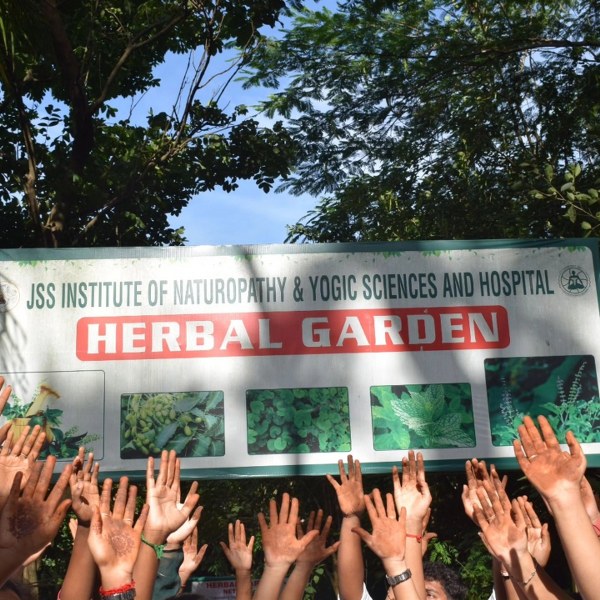 JSS INSTITUTE OF NATUROPATHY & YOGIC SCIENCES AND HOSPITAL
HERBAL GARDEN